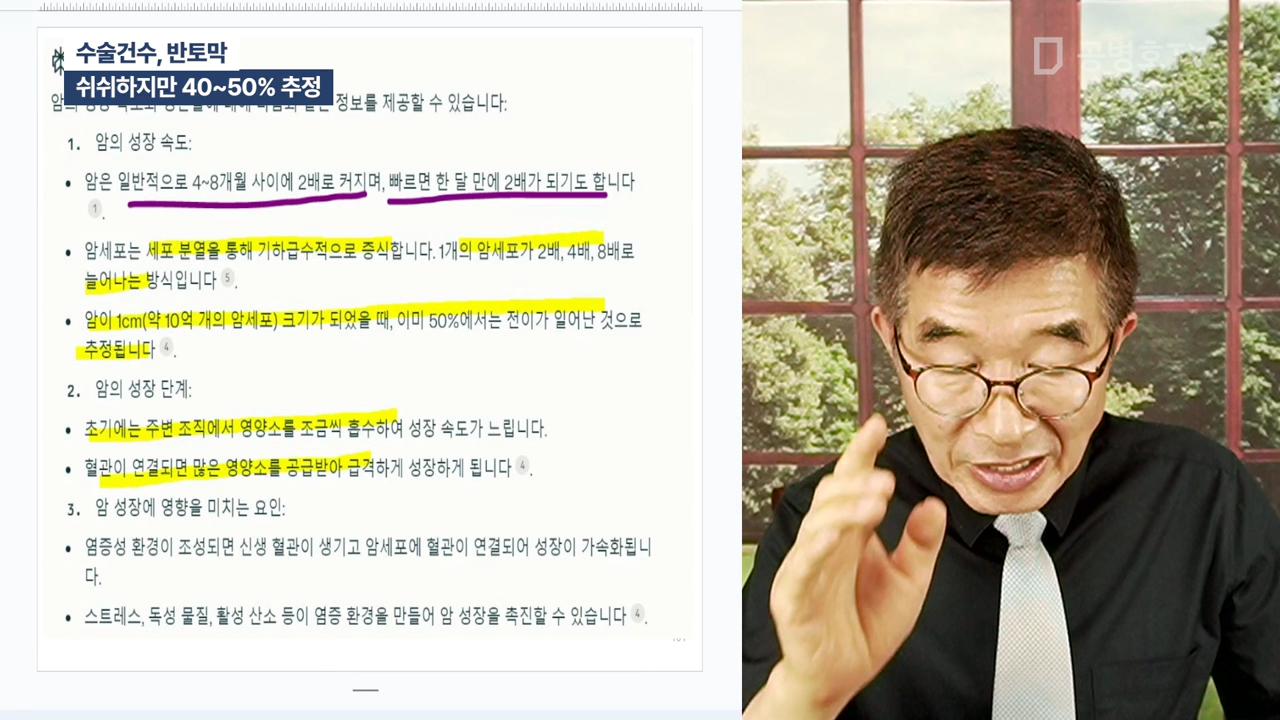 수술건수, 반토막
쉬쉬하지만 40~50% 추정
정보를 제공할 수 있습니다:
1. 암의 성장 속도:
• 암은 일반적으로 4~8개월 사이에 2배로 커지며, 빠르면 한 달 만에 2배가 되기도 합니다
1 .
• 암세포는 세포 분열을 통해 기하급수적으로 증식합니다. 1개의 암세포가 2배, 4배, 8배로
늘어나는 방식입니다 5 .
• 암이 1cm(약 10억 개의 암세포) 크기가 되었을 때, 이미 50%에서는 전이가 일어난 것으로
추정됩니다 4 .
2. 암의 성장 단계:
• 초기에는 주변 조직에서 영양소를 조금씩 흡수하여 성장 속도가 느립니다.
• 혈관이 연결되면 많은 영양소를 공급받아 급격하게 성장하게 됩니다 4 .
3. 암 성장에 영향을 미치는 요인:
• 염증성 환경이 조성되면 신생 혈관이 생기고 암세포에 혈관이 연결되어 성장이 가속화됩니
다.
• 스트레스, 독성 물질, 활성 산소 등이 염증 환경을 만들어 암 성장을 촉진할 수 있습니다 4 .
공병호